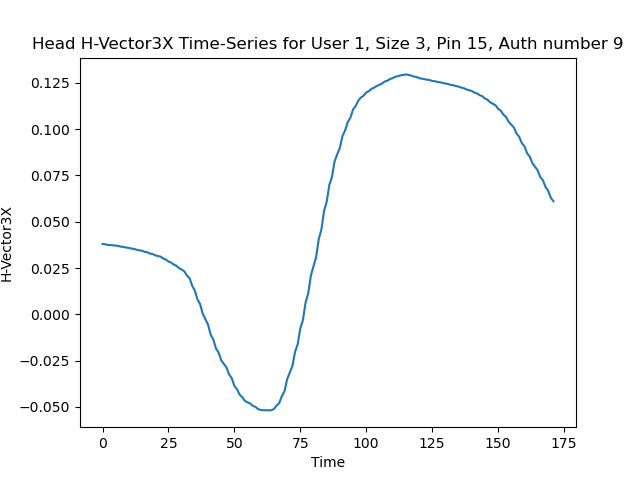 Head H-Vector3X Time-Series for User 1, Size 3, Pin 15, Auth number 9
H-Vector3X
0.125
0.100
0.075
0.050
0.025
0.000
−0.025
−0.050
0 25 50 75 100 125 150 175
Time